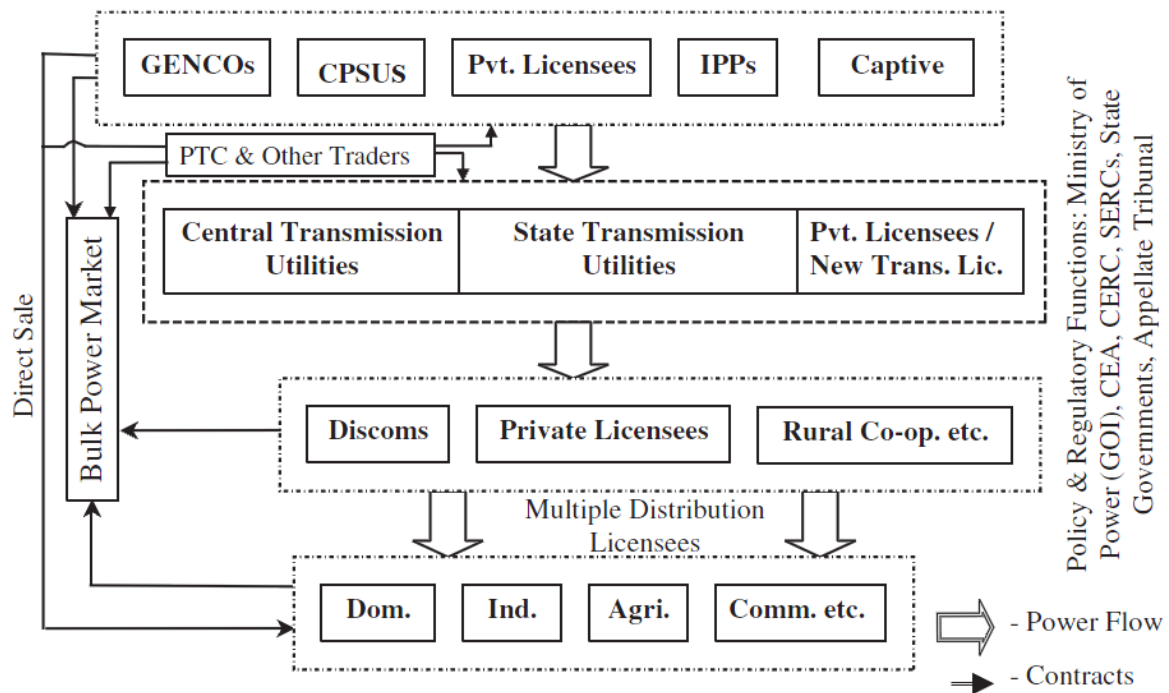 GENCOs
CPSUS
Pvt. Licensees
IPPs
Captive
PTC & Other Traders
Central Transmission
Utilities
State Transmission
Utilities
Pvt. Licensees /
New Trans. Lic.
Direct Sale
Bulk Power Market
Discoms
Private Licensees
Rural Co-op. etc.
Multiple Distribution
Licensees
Dom.
Ind.
Agri.
Comm. etc.
Policy & Regulatory Functions: Ministry of
Power (GOI), CEA, CERC, SERCs, State
Governments, Appellate Tribunal
- Power Flow
- Contracts